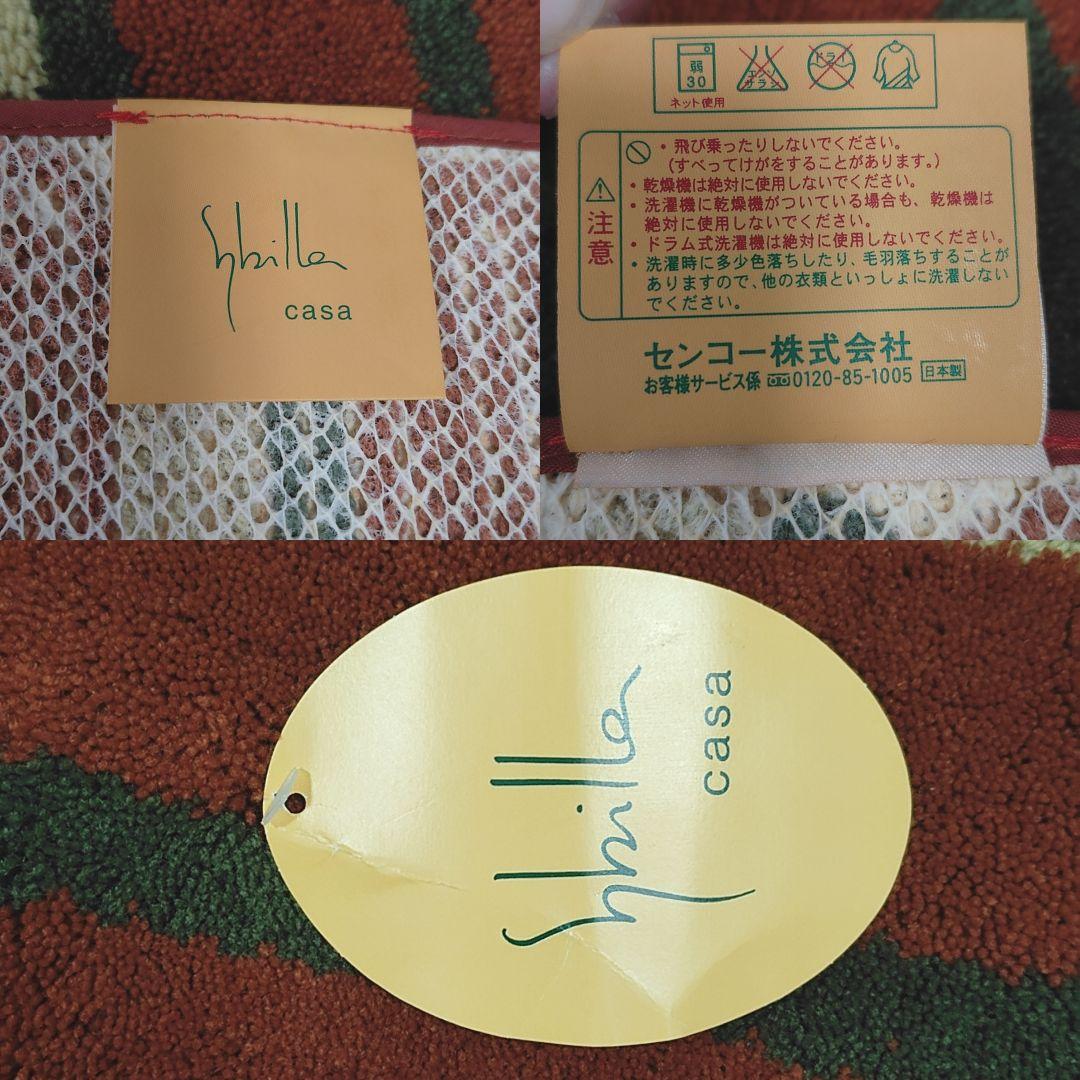 Sybilla
casa
弱
30
エンソ
サラシ
ドライ
ネット使用
注意
・飛び乗ったりしないでください。
(すべってけがをすることがあります。)
・乾燥機は絶対に使用しないでください。
・洗濯機に乾燥機がついている場合も、乾燥機は
絶対に使用しないでください。
・ドラム式洗濯機は絶対に使用しないでください。
・洗濯時に多少色落ちしたり、毛羽落ちすることが
ありますので、他の衣類といっしょに洗濯しない
でください。
センコー株式会社
お客様サービス係 0120-85-1005 日本製
Sybilla
casa